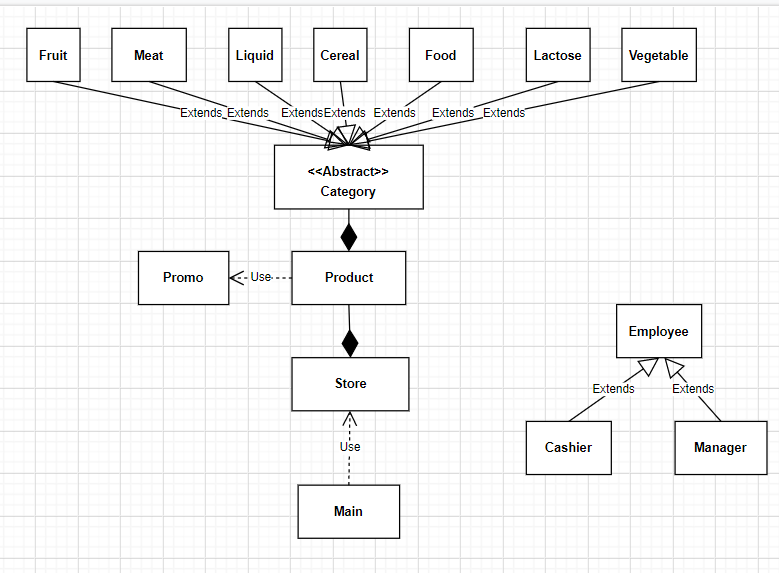 Fruit
Meat
Liquid
Cereal
Food
Lactose
Vegetable
Extends
Extends
Extends
Extends
Extends
Extends
Extends
<<Abstract>>
Category
Promo
Use
Product
Employee
Store
Extends
Extends
Use
Cashier
Manager
Main